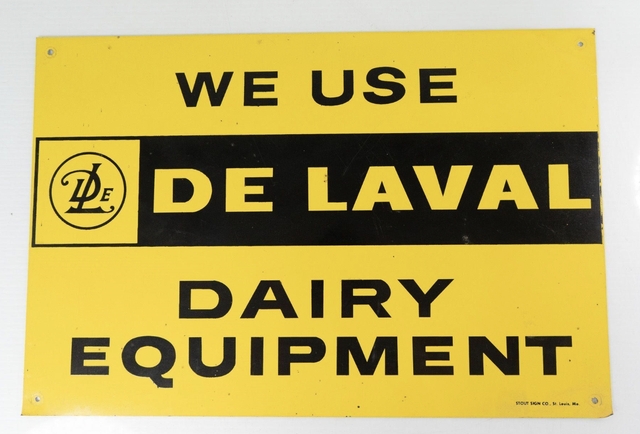 WE USE
DE LAVAL
DAIRY
EQUIPMENT
STOUT SIGN CO., St. Louis, Mo.